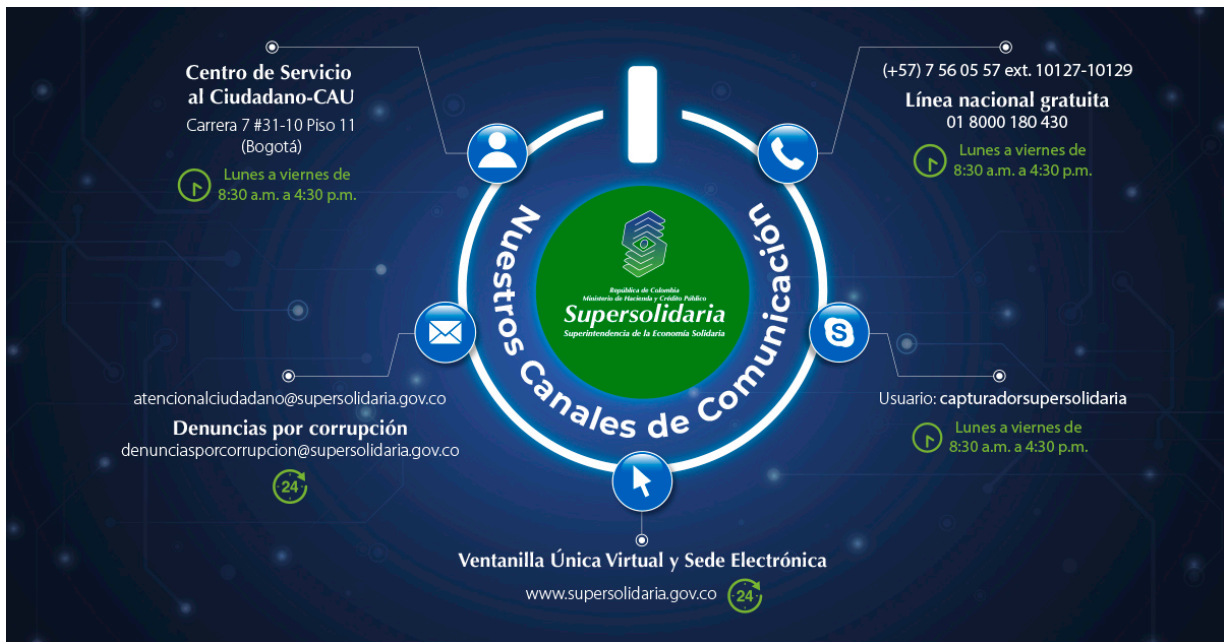 Centro de Servicio
al Ciudadano-CAU
Carrera 7 #31-10 Piso 11
(Bogotá)
Lunes a viernes de
8:30 a.m. a 4:30 p.m.
(+57) 7 56 05 57 ext. 10127-10129
Línea nacional gratuita
01 8000 180 430
Lunes a viernes de
8:30 a.m. a 4:30 p.m.
Nuestros Canales de Comunicación
República de Colombia
Ministerio de Hacienda y Crédito Público
Supersolidaria
Superintendencia de la Economía Solidaria
S
atencionalciudadano@supersolidaria.gov.co
Denuncias por corrupción
denunciasporcorrupcion@supersolidaria.gov.co
24
Usuario: capturadorsupersolidaria
Lunes a viernes de
8:30 a.m. a 4:30 p.m.
Ventanilla Única Virtual y Sede Electrónica
www.supersolidaria.gov.co
24